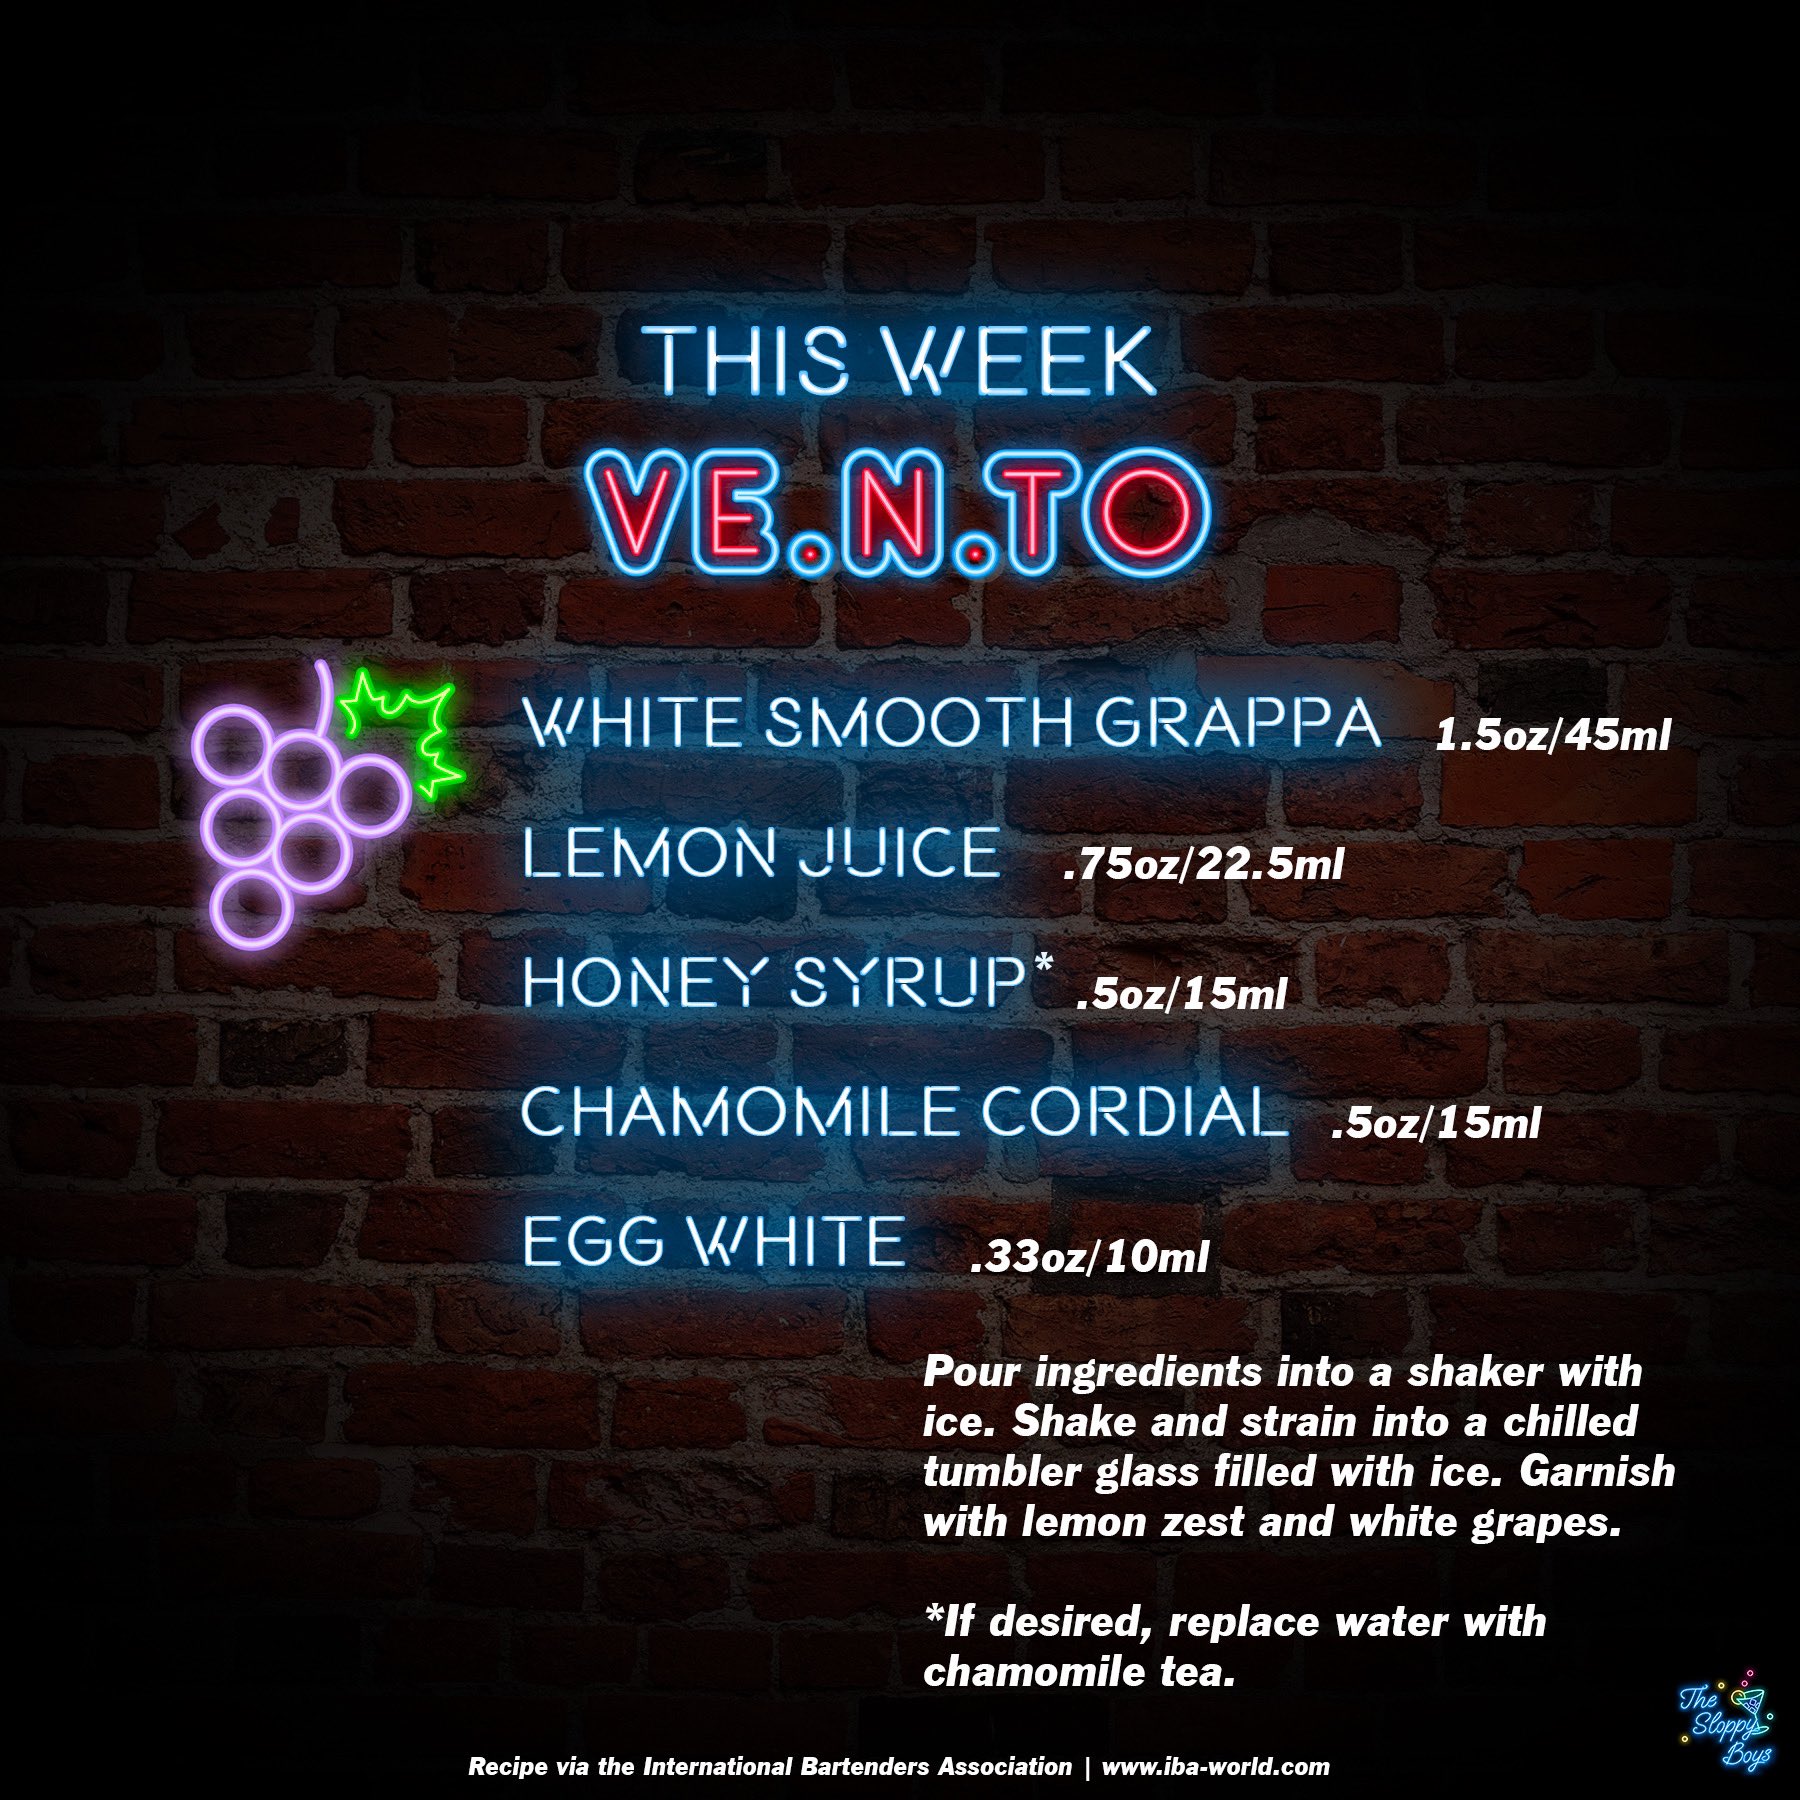 THIS WEEK
VE.N.TO
WHITE SMOOTH GRAPPA 1.5oz/45ml
LEMON JUICE .75oz/22.5ml
HONEY SYRUP* .5oz/15ml
CHAMOMILE CORDIAL .5oz/15ml
EGG WHITE .33oz/10ml
Pour ingredients into a shaker with
ice. Shake and strain into a chilled
tumbler glass filled with ice. Garnish
with lemon zest and white grapes.
*If desired, replace water with
chamomile tea.
The
Sloppy
Boys
Recipe via the International Bartenders Association | www.iba-world.com